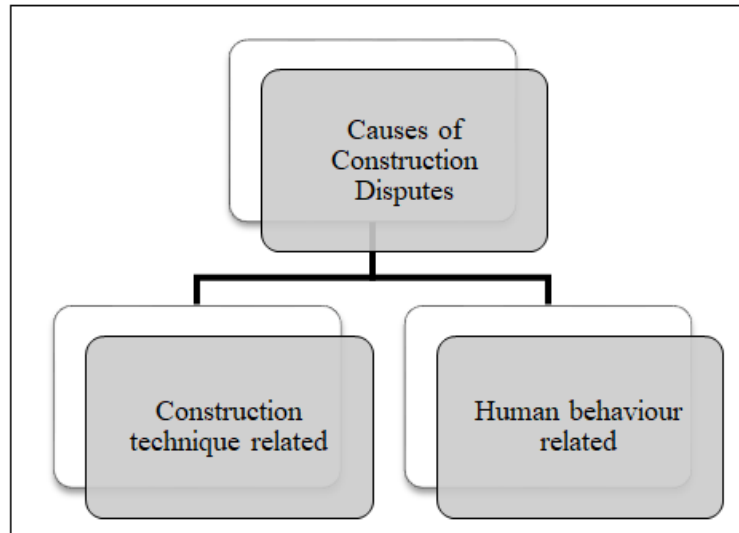 Causes of
Construction
Disputes
Construction
technique related
Human behaviour
related